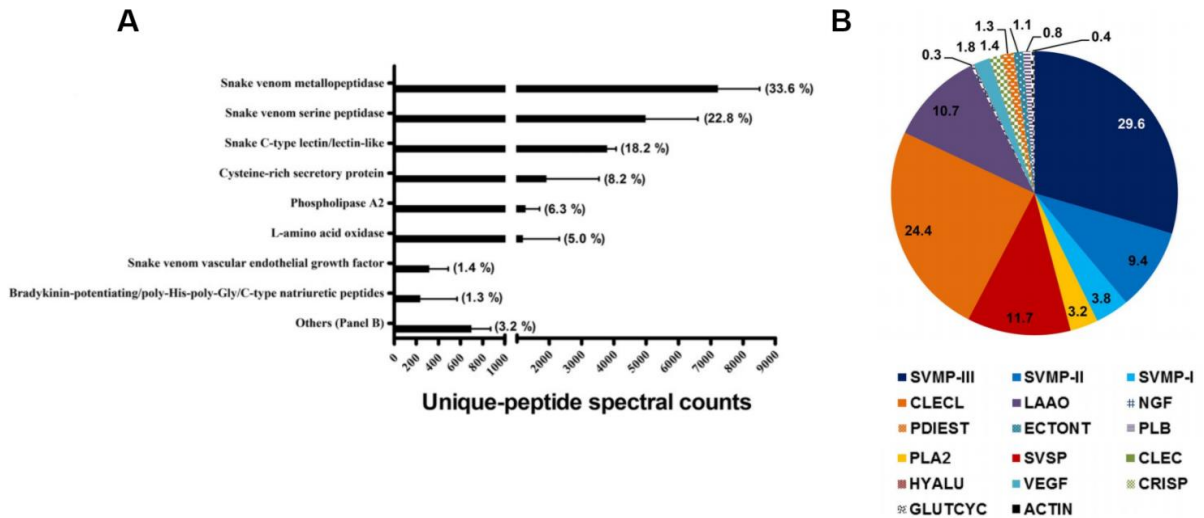 A
Snake venom metallopeptidase
(33.6 %)
Snake venom serine peptidase
(22.8 %)
Snake C-type lectin/lectin-like
(18.2 %)
Cysteine-rich secretory protein
(8.2 %)
Phospholipase A2
(6.3 %)
L-amino acid oxidase
(5.0 %)
Snake venom vascular endothelial growth factor
(1.4 %)
Bradykinin-potentiating/poly-His-poly-Gly/C-type natriuretic peptides
(1.3 %)
Others (Panel B)
(3.2 %)
0 200 400 600 800 1000 2000 3000 4000 5000 6000 7000 8000 9000
Unique-peptide spectral counts
B
0.3 1.8 1.4 1.3 1.1 0.8 0.4
10.7
29.6
24.4
9.4
11.7
3.2
3.8
SVMP-III SVMP-II SVMP-I
CLECL LAAO NGF
PDIEST ECTONT PLB
PLA2 SVSP CLEC
HYALU VEGF CRISP
GLUTCYC ACTIN